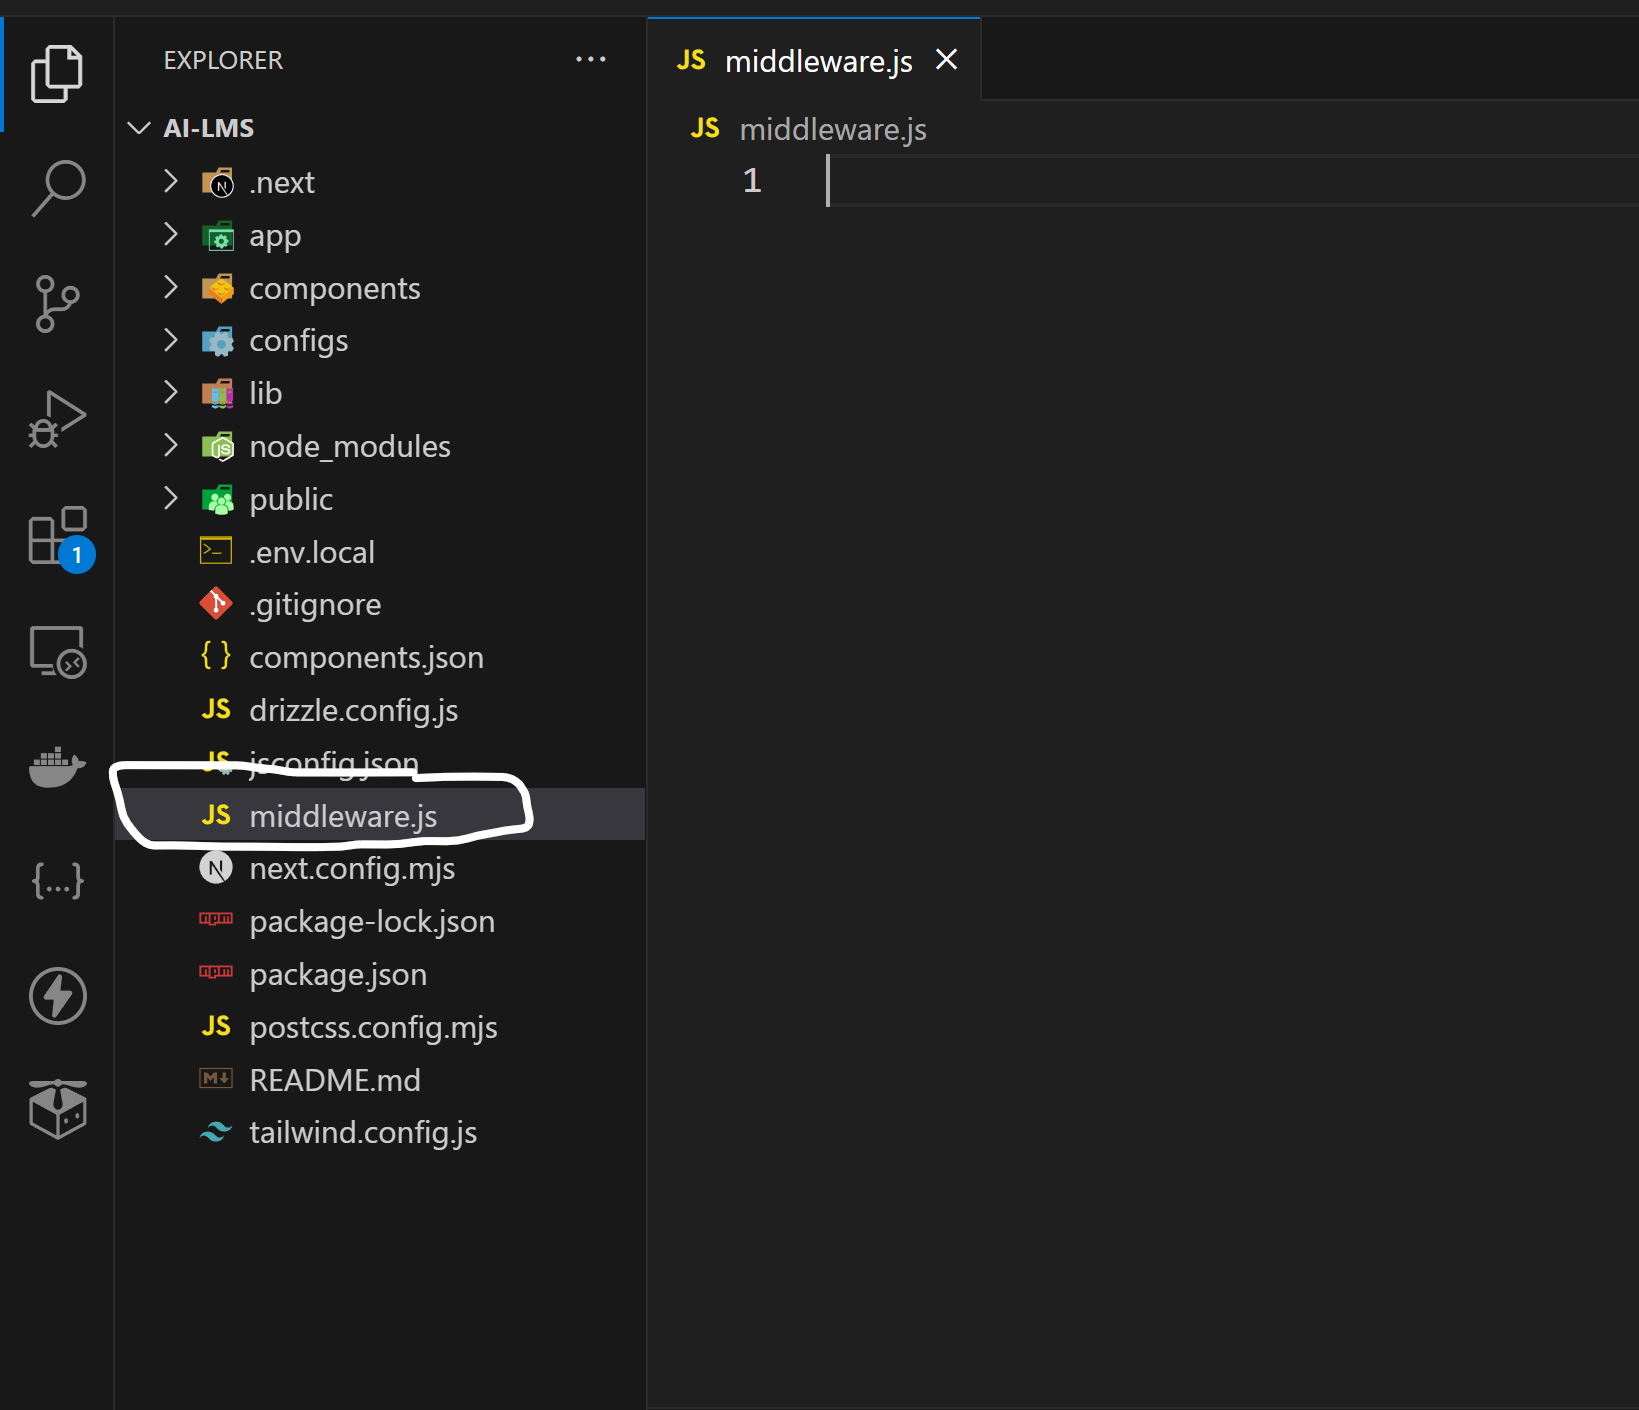 EXPLORER
AI-LMS
.next
app
components
configs
lib
node_modules
public
.env.local
.gitignore
components.json
drizzle.config.js
JS jsconfig.json
JS middleware.js
next.config.mjs
package-lock.json
package.json
JS postcss.config.mjs
README.md
tailwind.config.js
1
JS middleware.js
JS middleware.js
1